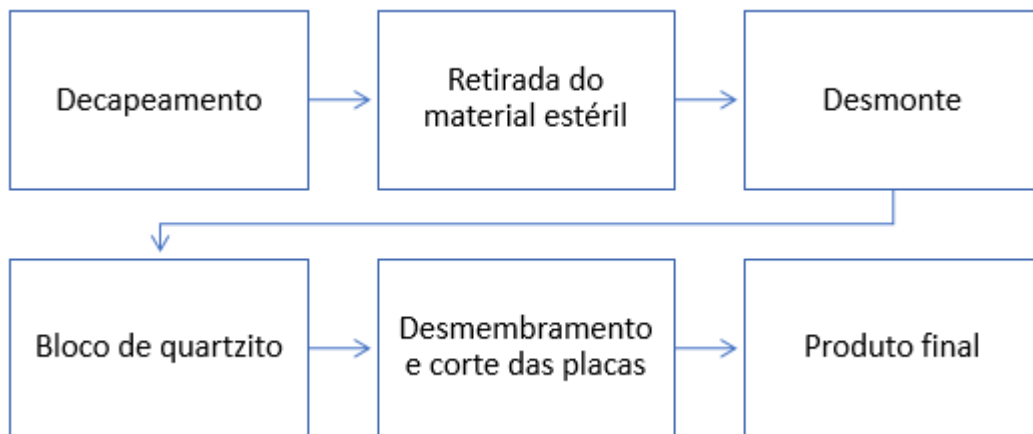 Decapeamento
Retirada do
material estéril
Desmonte
Bloco de quartzito
Desmembramento
e corte das placas
Produto final